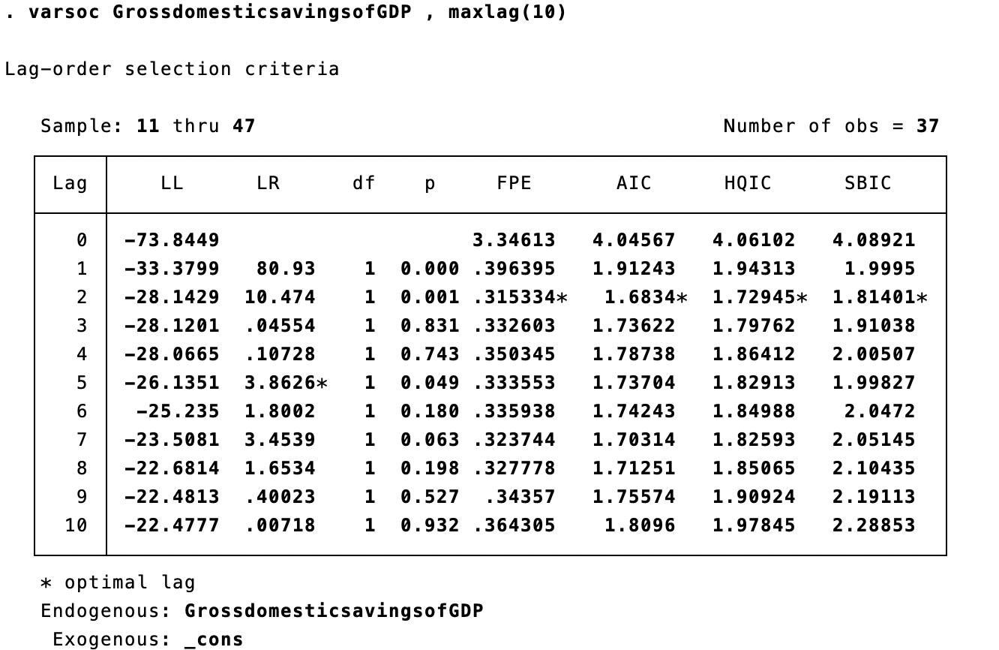 . varsoc GrossdomesticsavingsofGDP , maxlag(10)
Lag-order selection criteria
Sample: 11 thru 47 Number of obs = 37
Lag LL LR df p FPE AIC HQIC SBIC
0 -73.8449 3.34613 4.04567 4.06102 4.08921
1 -33.3799 80.93 1 0.000 .396395 1.91243 1.94313 1.9995
2 -28.1429 10.474 1 0.001 .315334* 1.6834* 1.72945* 1.81401*
3 -28.1201 .04554 1 0.831 .332603 1.73622 1.79762 1.91038
4 -28.0665 .10728 1 0.743 .350345 1.78738 1.86412 2.00507
5 -26.1351 3.8626* 1 0.049 .333553 1.73704 1.82913 1.99827
6 -25.235 1.8002 1 0.180 .335938 1.74243 1.84988 2.0472
7 -23.5081 3.4539 1 0.063 .323744 1.70314 1.82593 2.05145
8 -22.6814 1.6534 1 0.198 .327778 1.71251 1.85065 2.10435
9 -22.4813 .40023 1 0.527 .34357 1.75574 1.90924 2.19113
10 -22.4777 .00718 1 0.932 .364305 1.8096 1.97845 2.28853
* optimal lag
Endogenous: GrossdomesticsavingsofGDP
Exogenous: _cons